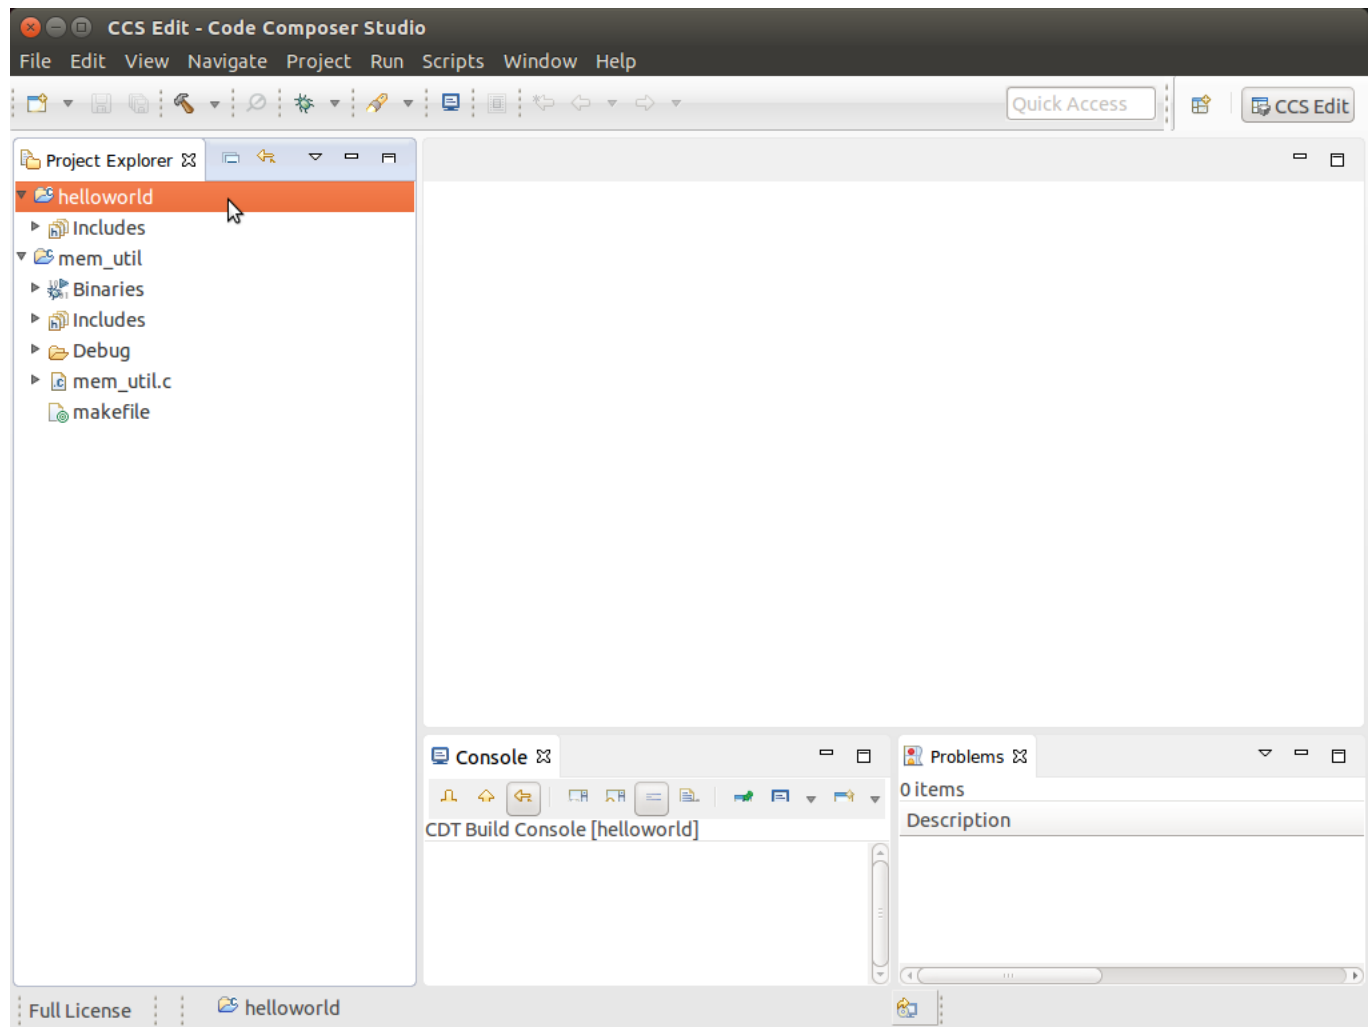 CCS Edit - Code Composer Studio
File Edit View Navigate Project Run Scripts Window Help
Quick Access
CCS Edit
Project Explorer
helloworld
Includes
mem_util
Binaries
Includes
Debug
mem_util.c
makefile
Console
CDT Build Console [helloworld]
Problems
0 items
Description
Full License
helloworld